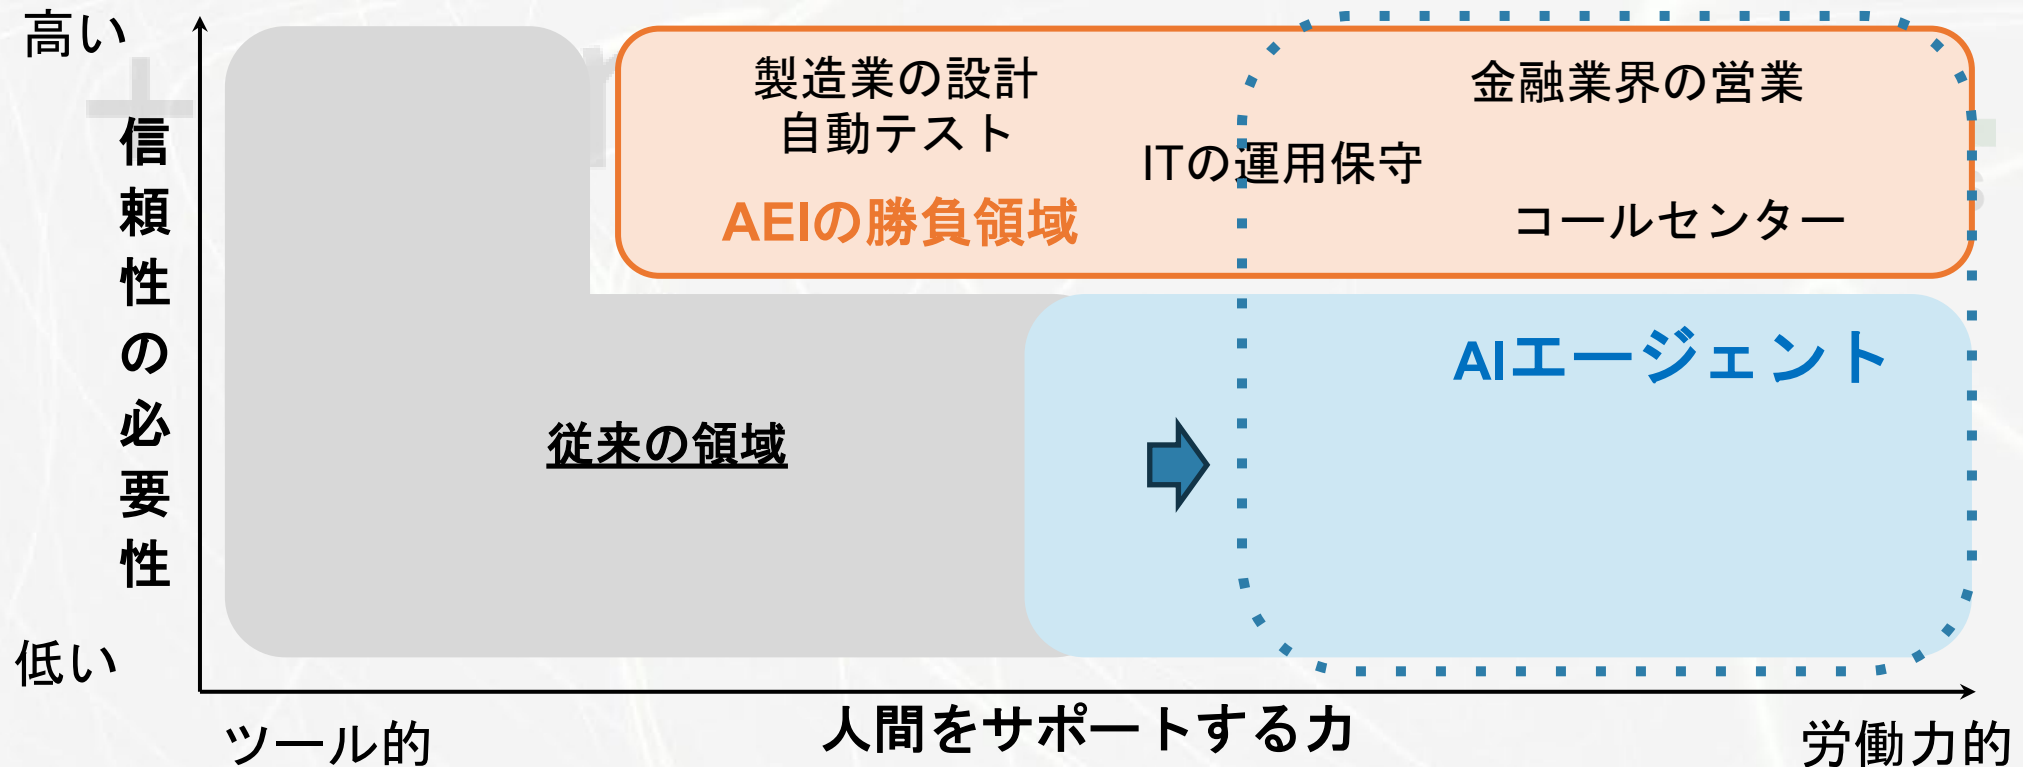 高い
信頼性の必要性
低い
製造業の設計
自動テスト
AEIの勝負領域
ITの運用保守
金融業界の営業
コールセンター
AIエージェント
従来の領域
ツール的
人間をサポートする力
労働力的